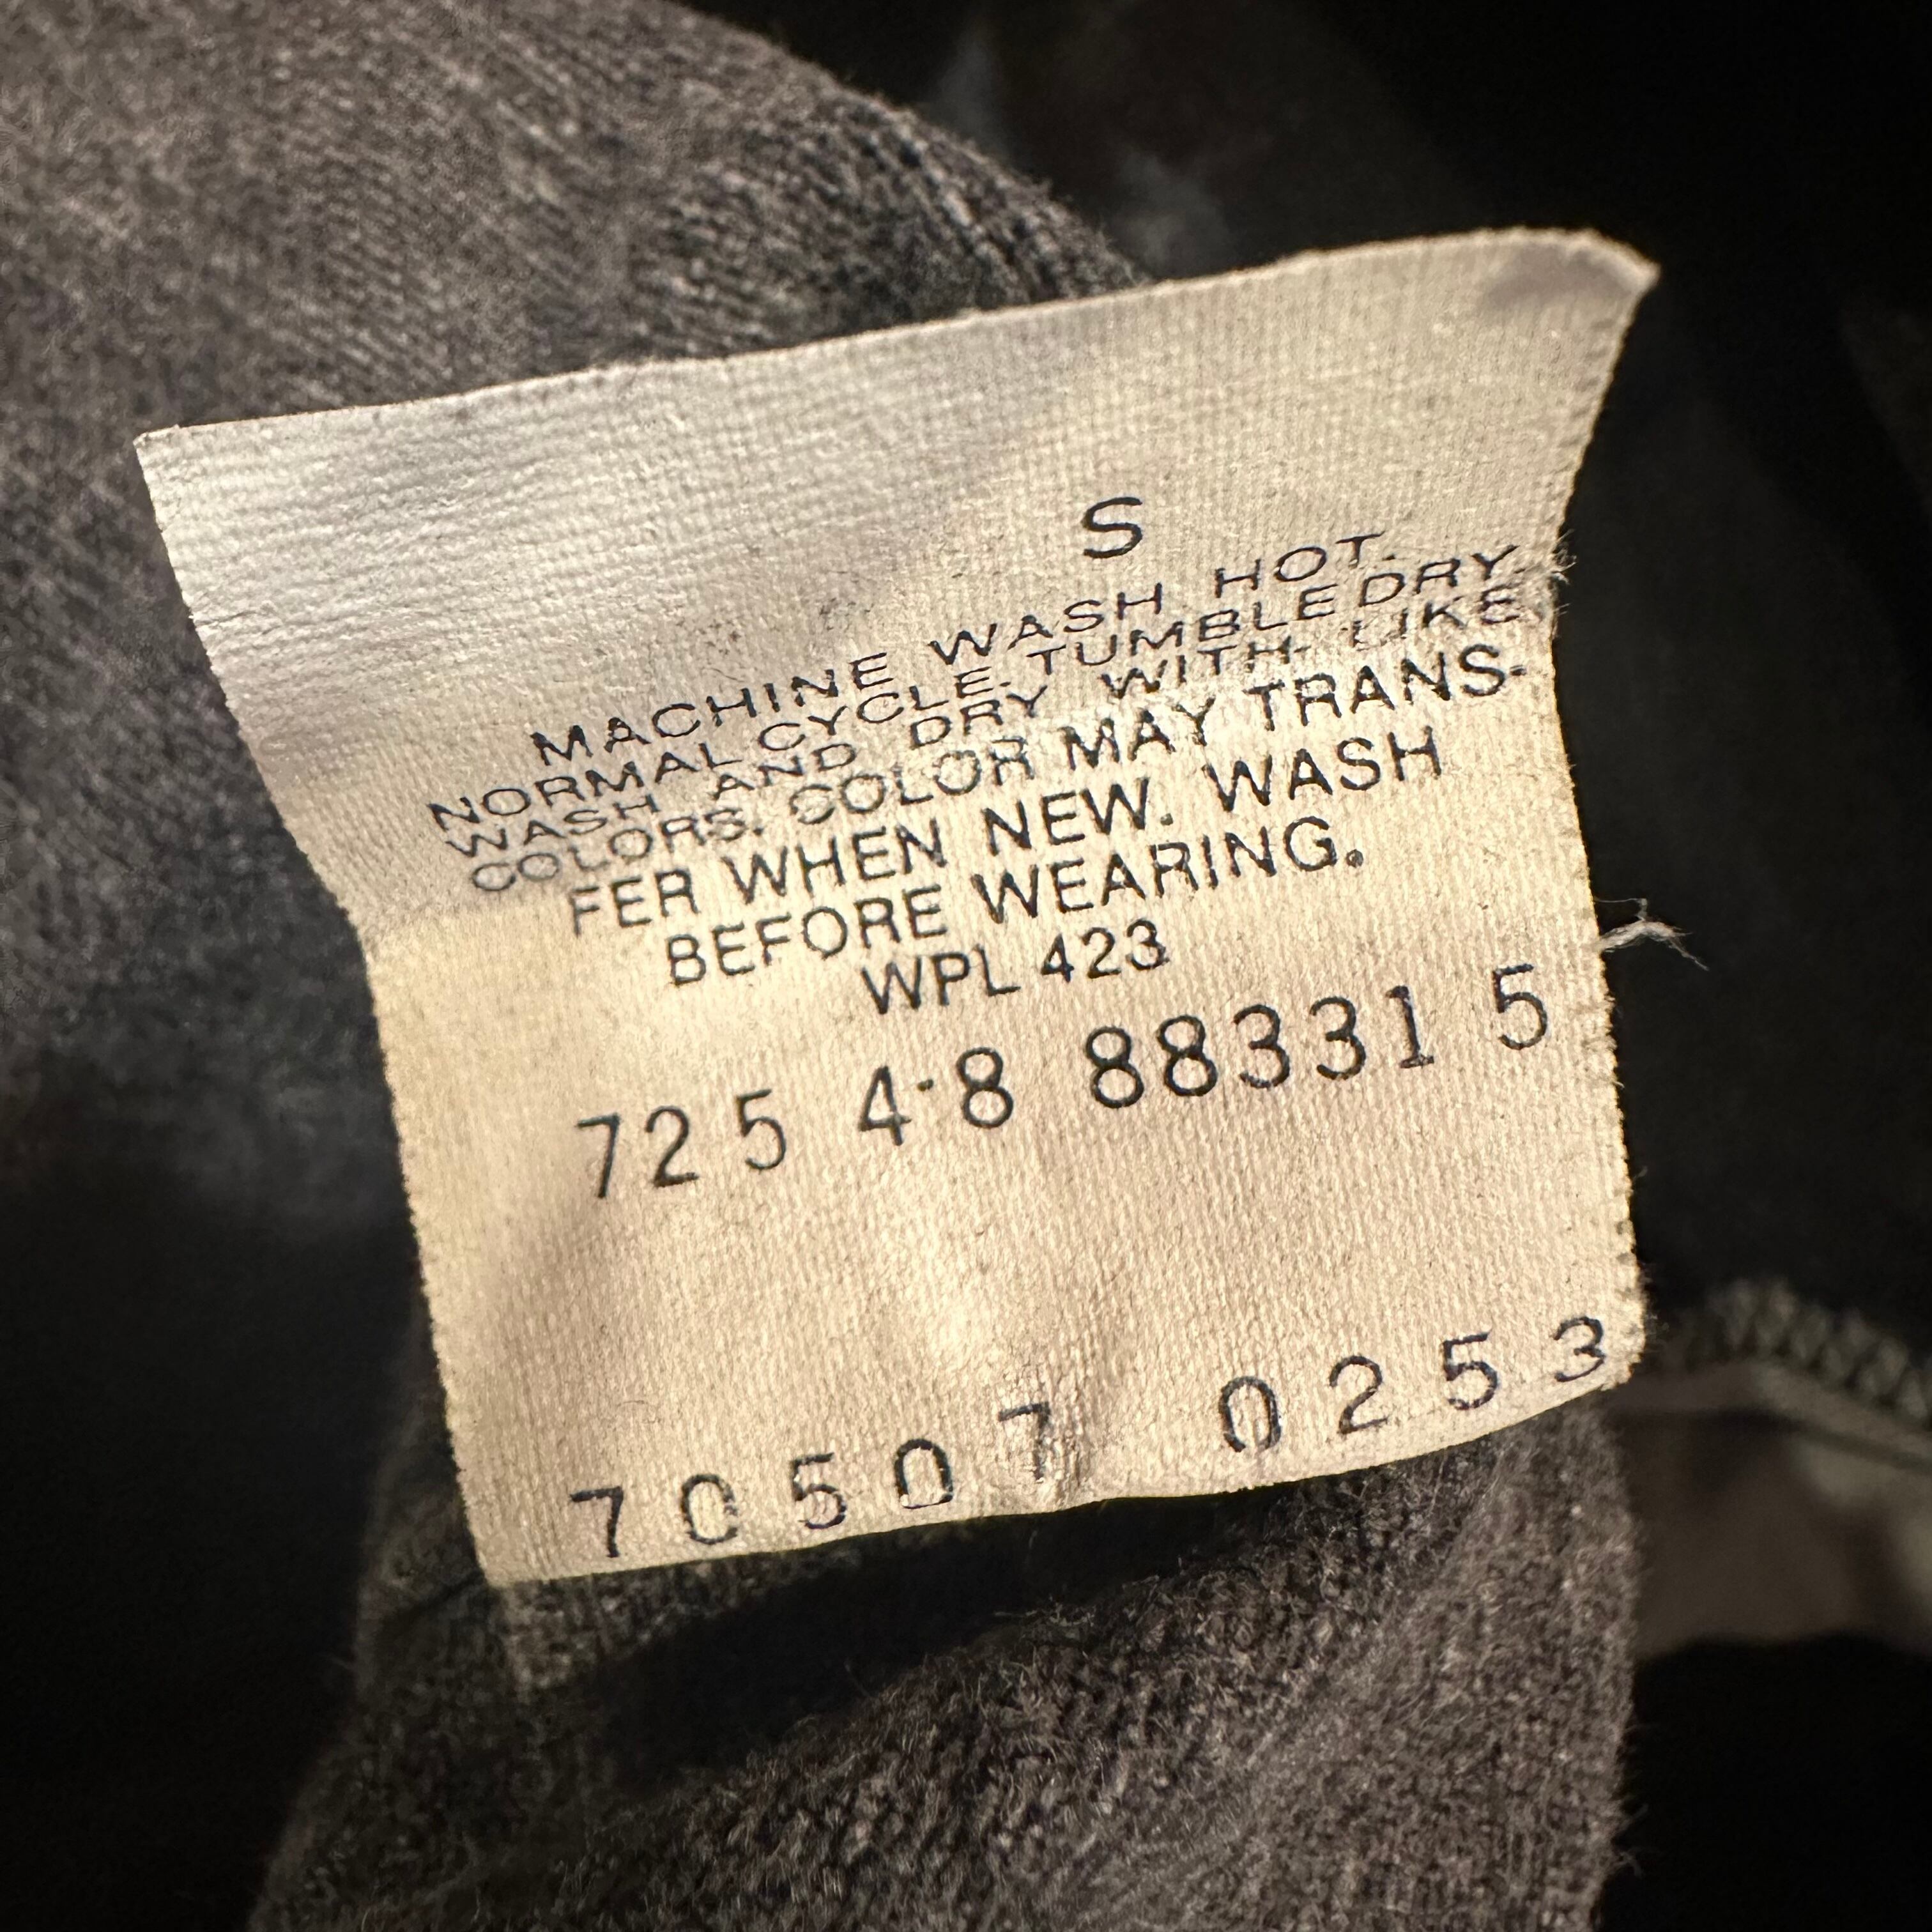 S
MACHINE WASH HOT.
NORMAL CYCLE. TUMBLE DRY.
WASH AND DRY WITH LIKE
COLORS. COLOR MAY TRANS-
FER WHEN NEW. WASH
BEFORE WEARING.
WPL 423
725 4-8 88331 5
70507 0253